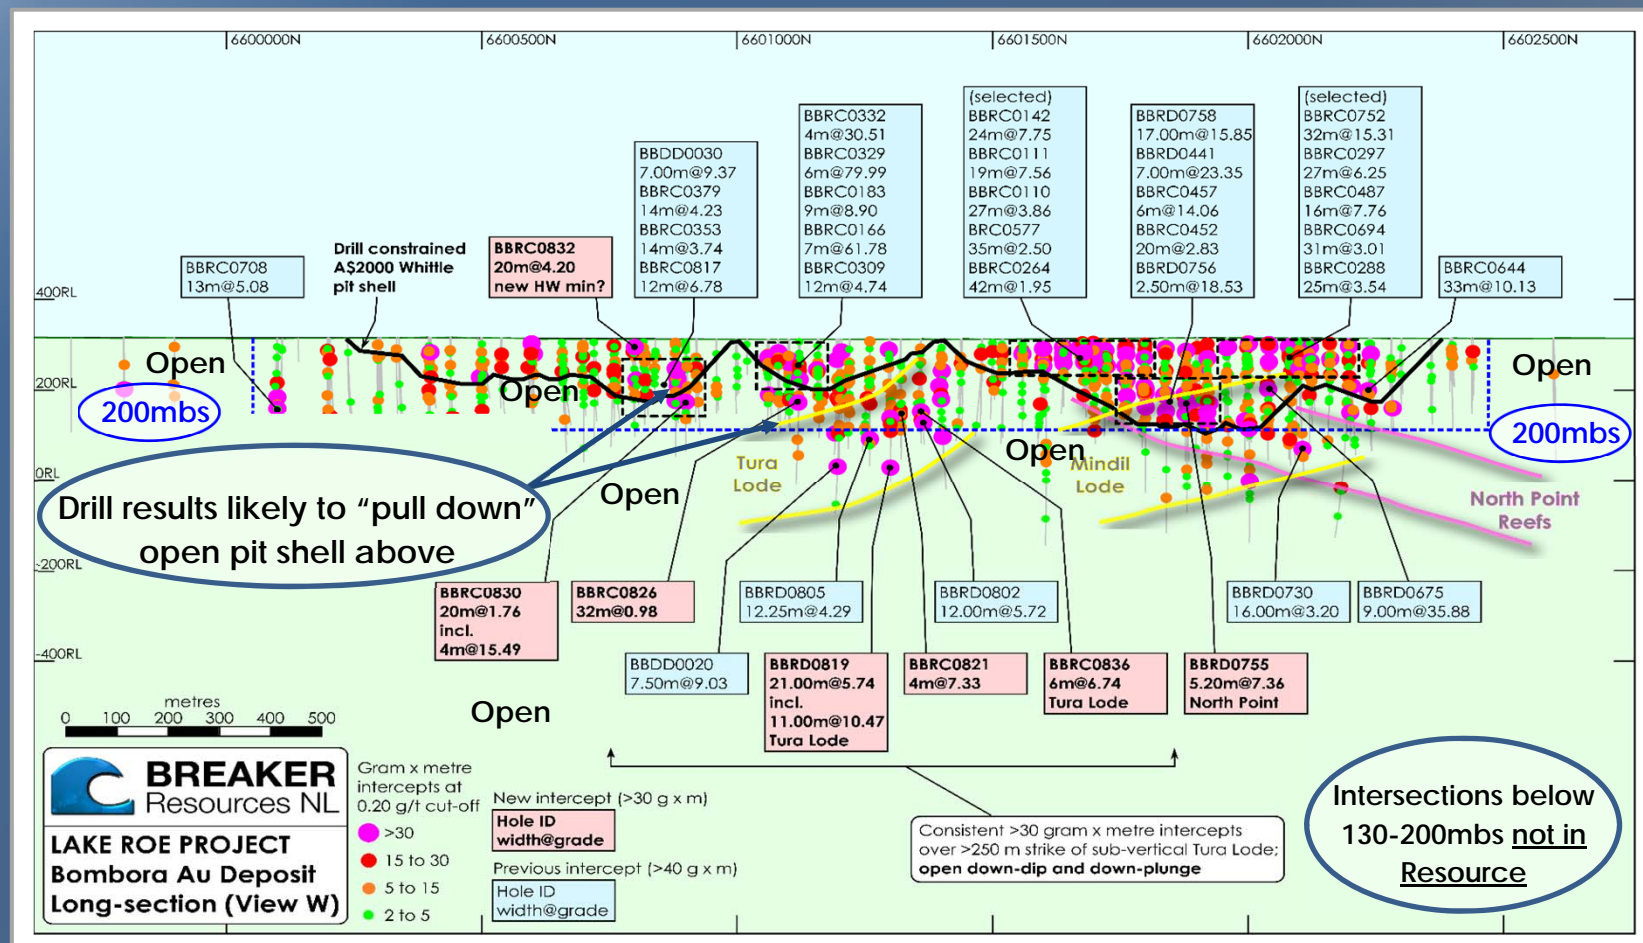 6600000N
6600500N
6601000N
6601500N
6602000N
6602500N
BBRC0708
13m@5.08
Drill constrained
A$2000 Whittle
pit shell
BBRC0832
20m@4.20
new HW min?
BBDD0030
7.00m@9.37
BBRC0379
14m@4.23
BBRC0353
14m@3.74
BBRC0817
12m@6.78
BBRC0332
4m@30.51
BBRC0329
6m@79.99
BBRC0183
9m@8.90
BBRC0166
7m@61.78
BBRC0309
12m@4.74
(selected)
BBRC0142
24m@7.75
BBRC0111
19m@7.56
BBRC0110
27m@3.86
BRC0577
35m@2.50
BBRC0264
42m@1.95
BBRD0758
17.00m@15.85
BBRD0441
7.00m@23.35
BBRC0457
6m@14.06
BBRC0452
20m@2.83
BBRD0756
2.50m@18.53
(selected)
BBRC0752
32m@15.31
BBRC0297
27m@6.25
BBRC0487
16m@7.76
BBRC0694
31m@3.01
BBRC0288
25m@3.54
BBRC0644
33m@10.13
400RL
200RL
0RL
-200RL
-400RL
Open
Open
Open
Open
Open
Open
200mbs
200mbs
Tura
Lode
Mindil
Lode
North Point
Reefs
Drill results likely to “pull down”
open pit shell above
BBRC0830
20m@1.76
incl.
4m@15.49
BBRC0826
32m@0.98
BBRD0805
12.25m@4.29
BBRD0802
12.00m@5.72
BBRD0730
16.00m@3.20
BBRD0675
9.00m@35.88
BBDD0020
7.50m@9.03
BBRD0819
21.00m@5.74
incl.
11.00m@10.47
Tura Lode
BBRC0821
4m@7.33
BBRC0836
6m@6.74
Tura Lode
BBRD0755
5.20m@7.36
North Point
metres
0 100 200 300 400 500
BREAKER
Resources NL
LAKE ROE PROJECT
Bombora Au Deposit
Long-section (View W)
Gram x metre
intercepts at
0.20 g/t cut-off
>30
15 to 30
5 to 15
2 to 5
New intercept (>30 g x m)
Hole ID
width@grade
Previous intercept (>40 g x m)
Hole ID
width@grade
Consistent >30 gram x metre intercepts
over >250 m strike of sub-vertical Tura Lode;
open down-dip and down-plunge
Intersections below
130-200mbs not in
Resource